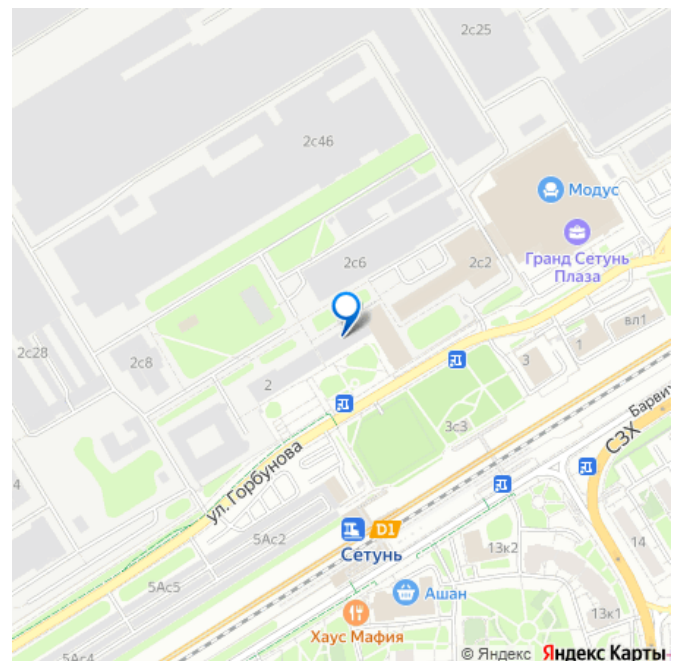 2с25
2с46
Модус
Гранд Сетунь
Плаза
2с6
2с2
вл1
2с28
2с8
1
3
2
Барвих
3с3
СЗХ
4
ул. Горбунова
D1
Сетунь
5Ас2
13к2
14
5Ас5
Ашан
13к1
Хаус Мафия
5Ас4
© Яндекс Яндекс Карты